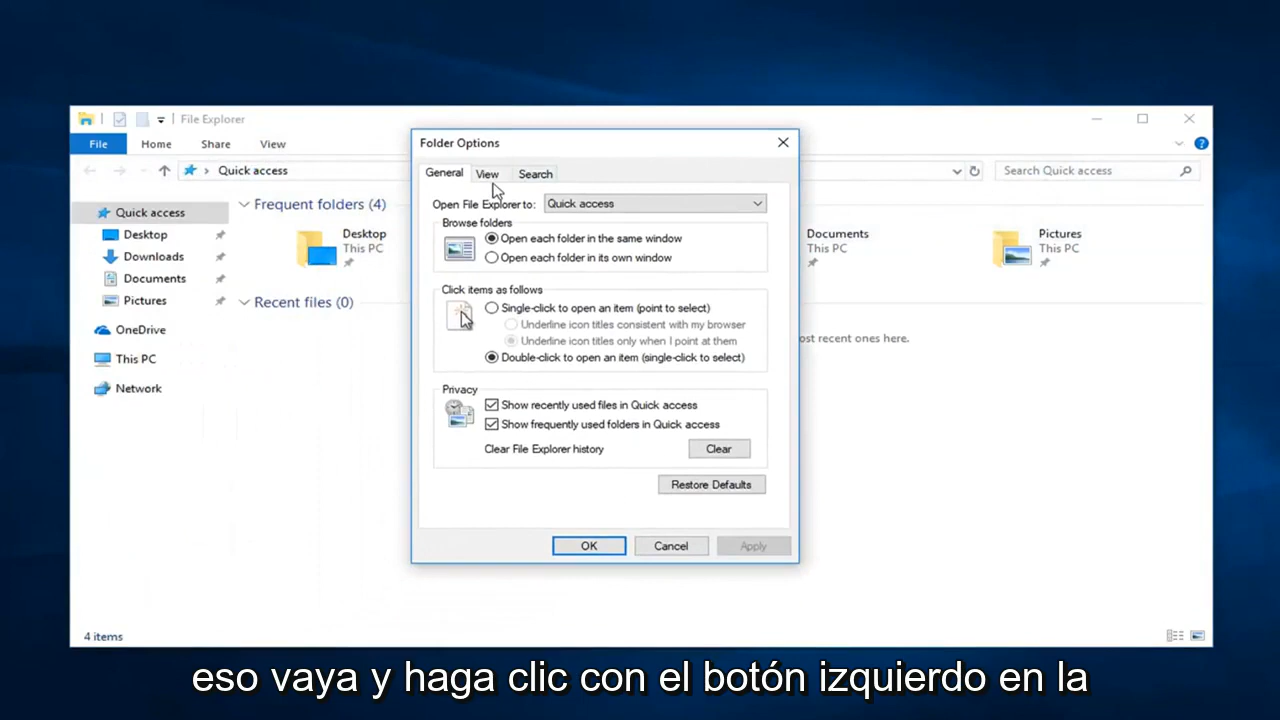 File Explorer
File Home Share View
Quick access
Search Quick access
Quick access
Desktop
Downloads
Documents
Pictures
OneDrive
This PC
Network
Frequent folders (4)
Desktop
This PC
Documents
This PC
Pictures
This PC
Recent files (0)
ost recent ones here.
4 items
Folder Options
General View Search
Open File Explorer to: Quick access
Browse folders
Open each folder in the same window
Open each folder in its own window
Click items as follows
Single-click to open an item (point to select)
Underline icon titles consistent with my browser
Underline icon titles only when I point at them
Double-click to open an item (single-click to select)
Privacy
Show recently used files in Quick access
Show frequently used folders in Quick access
Clear File Explorer history Clear
Restore Defaults
OK Cancel Apply
eso vaya y haga clic con el botón izquierdo en la